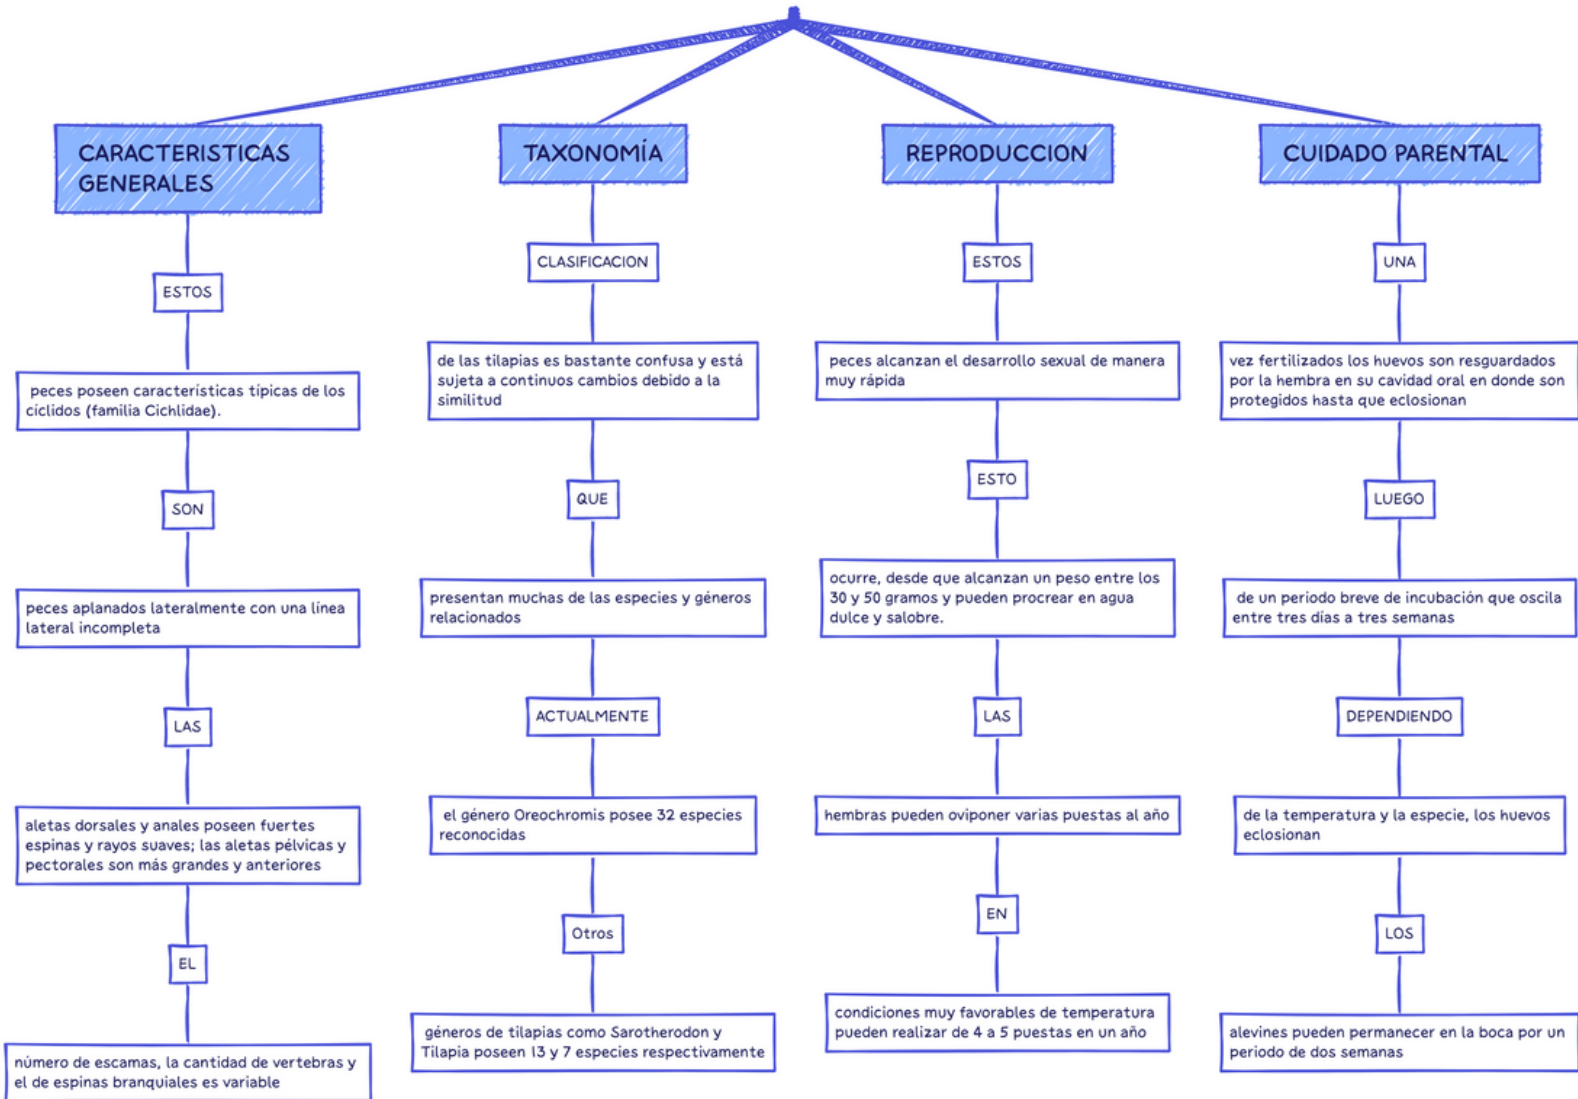 CARACTERISTICAS
GENERALES
ESTOS
peces poseen características típicas de los
cíclidos (familia Cichlidae).
SON
peces aplanados lateralmente con una línea
lateral incompleta
LAS
aletas dorsales y anales poseen fuertes
espinas y rayos suaves; las aletas pélvicas y
pectorales son más grandes y anteriores
EL
número de escamas, la cantidad de vertebras y
el de espinas branquiales es variable
TAXONOMÍA
CLASIFICACION
de las tilapias es bastante confusa y está
sujeta a continuos cambios debido a la
similitud
QUE
presentan muchas de las especies y géneros
relacionados
ACTUALMENTE
el género Oreochromis posee 32 especies
reconocidas
Otros
géneros de tilapias como Sarotherodon y
Tilapia poseen 13 y 7 especies respectivamente
REPRODUCCION
ESTOS
peces alcanzan el desarrollo sexual de manera
muy rápida
ESTO
ocurre, desde que alcanzan un peso entre los
30 y 50 gramos y pueden procrear en agua
dulce y salobre.
LAS
hembras pueden oviponer varias puestas al año
EN
condiciones muy favorables de temperatura
pueden realizar de 4 a 5 puestas en un año
CUIDADO PARENTAL
UNA
vez fertilizados los huevos son resguardados
por la hembra en su cavidad oral en donde son
protegidos hasta que eclosionan
LUEGO
de un periodo breve de incubación que oscila
entre tres días a tres semanas
DEPENDIENDO
de la temperatura y la especie, los huevos
eclosionan
LOS
alevines pueden permanecer en la boca por un
periodo de dos semanas